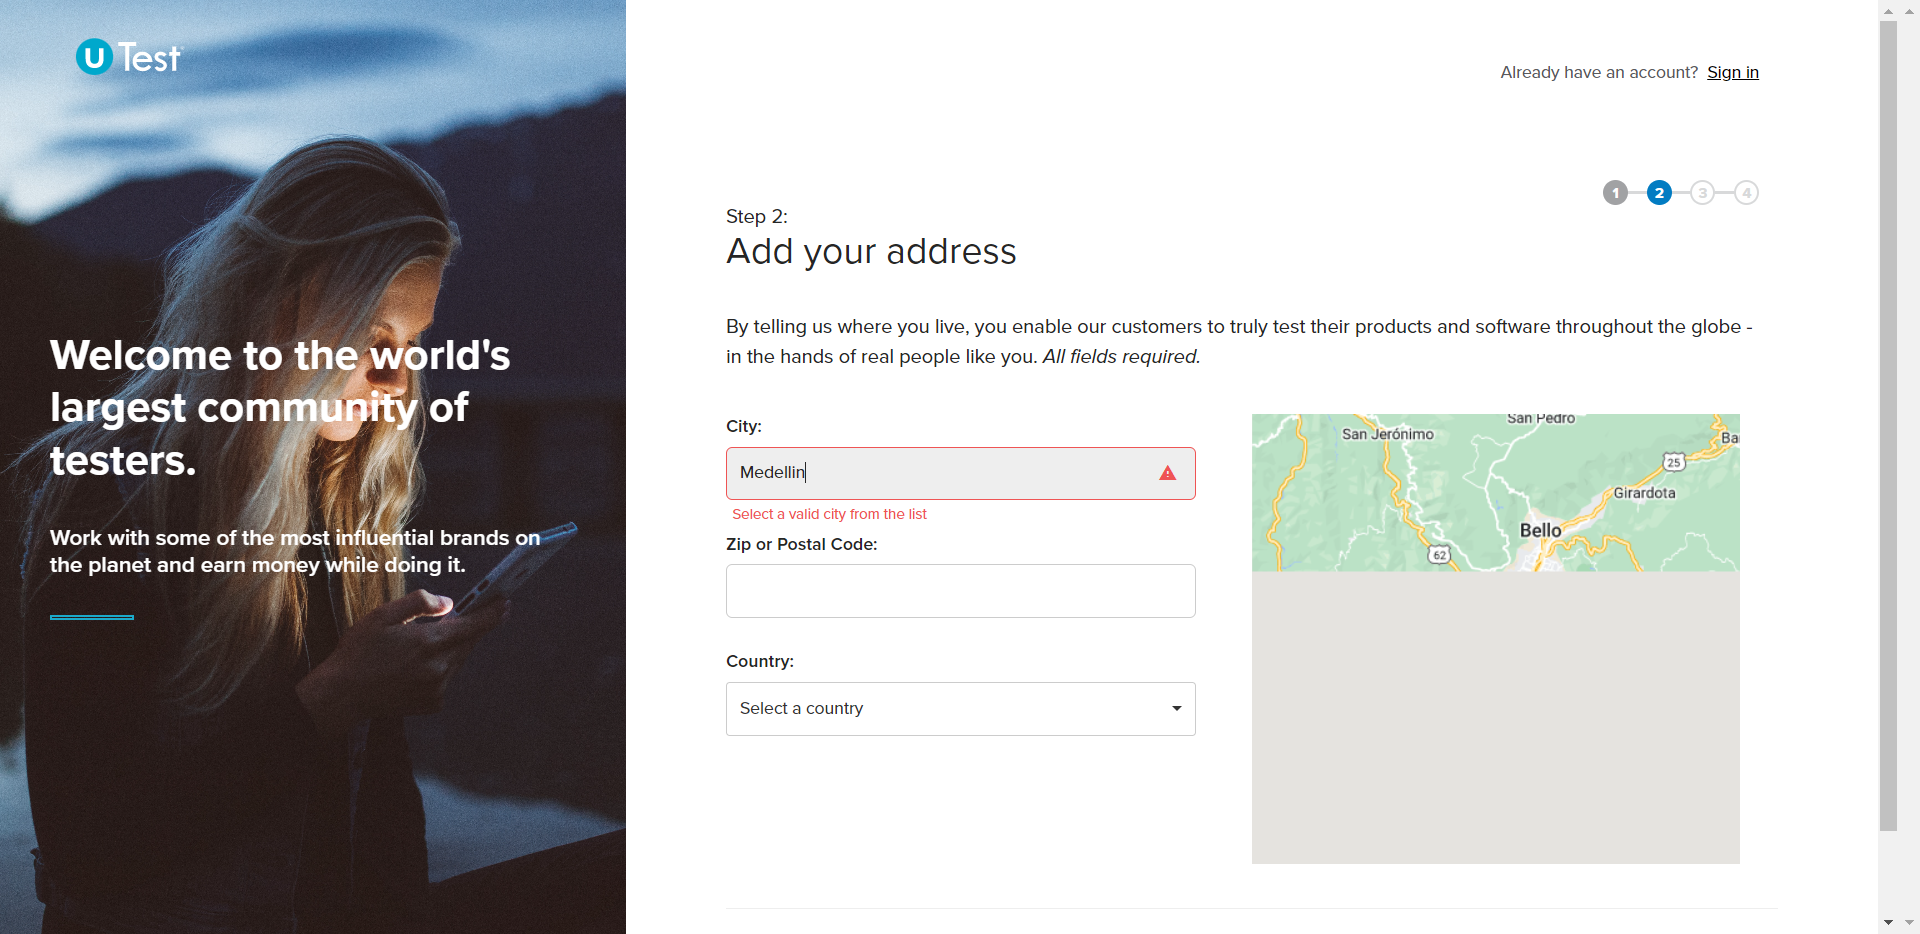 U Test
Welcome to the world's
largest community of
testers.
Work with some of the most influential brands on
the planet and earn money while doing it.
Already have an account? Sign in
1 2 3 4
Step 2:
Add your address
By telling us where you live, you enable our customers to truly test their products and software throughout the globe -
in the hands of real people like you. All fields required.
City:
Medellin
Select a valid city from the list
Zip or Postal Code:
Country:
Select a country
San Pedro
San Jerónimo
Ba
25
Girardota
Bello
62